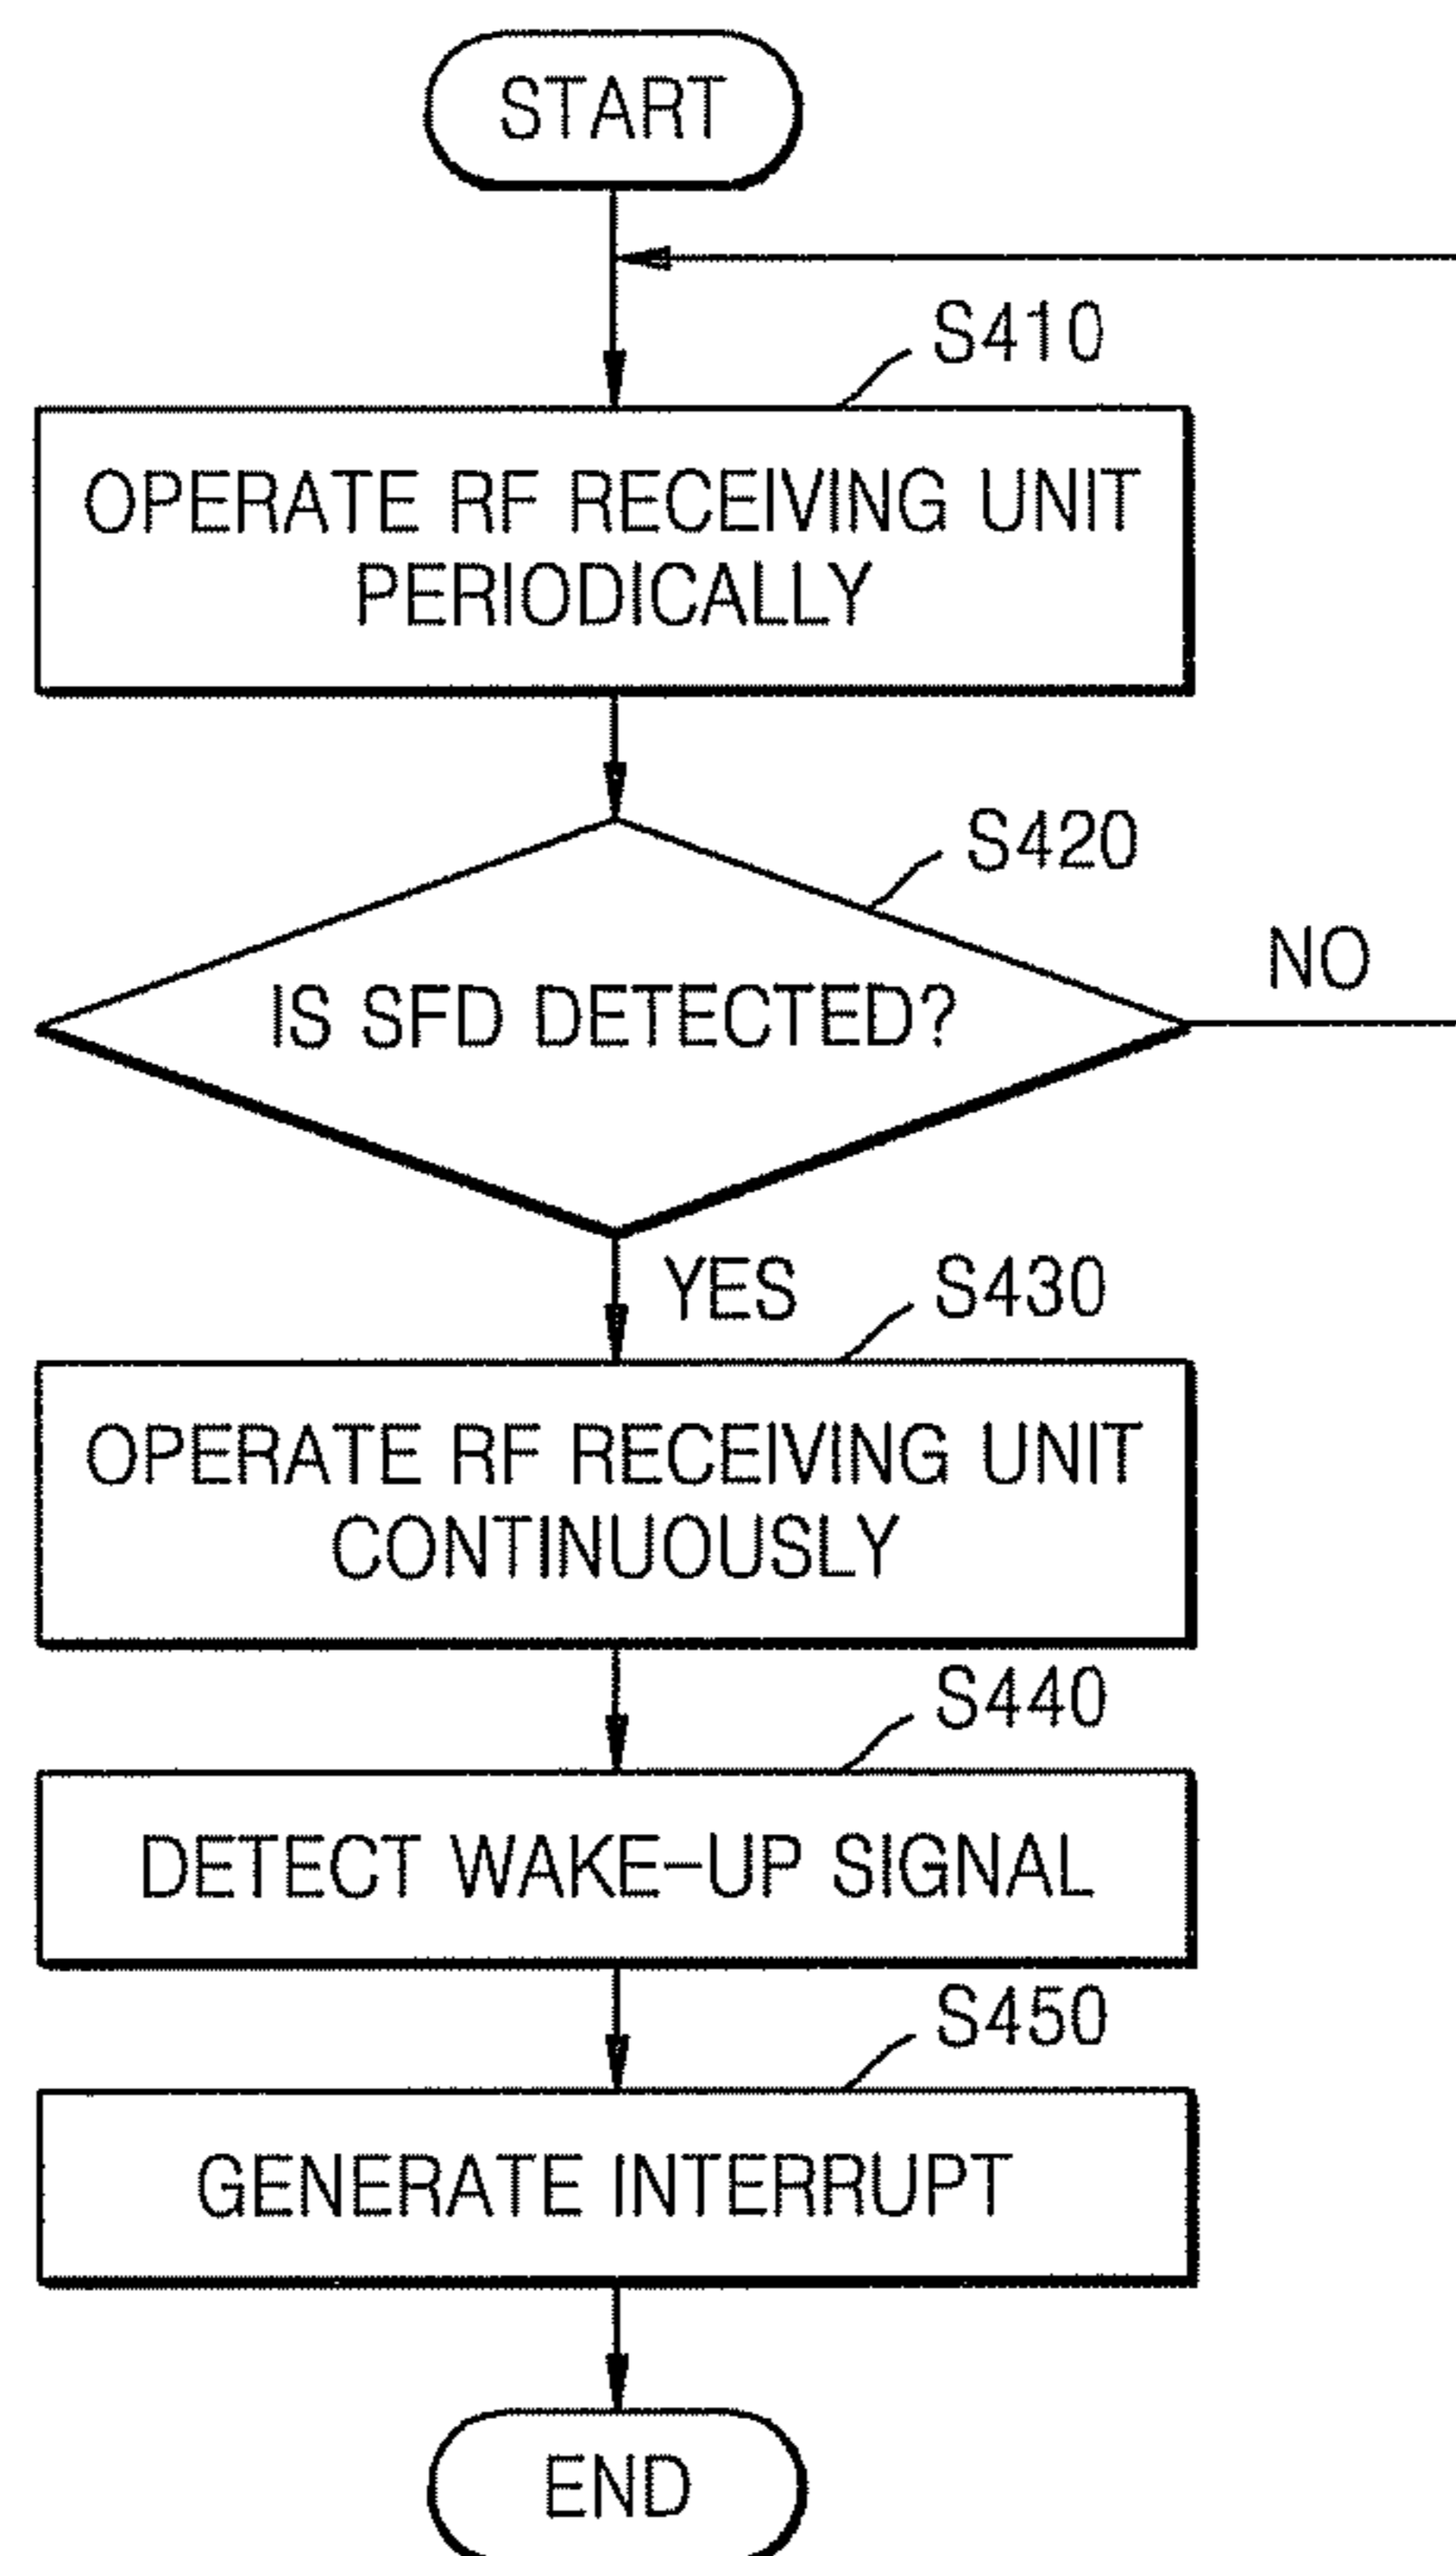 START
S410
OPERATE RF RECEIVING UNIT
PERIODICALLY
S420
IS SFD DETECTED?
NO
YES
S430
OPERATE RF RECEIVING UNIT
CONTINUOUSLY
S440
DETECT WAKE-UP SIGNAL
S450
GENERATE INTERRUPT
END